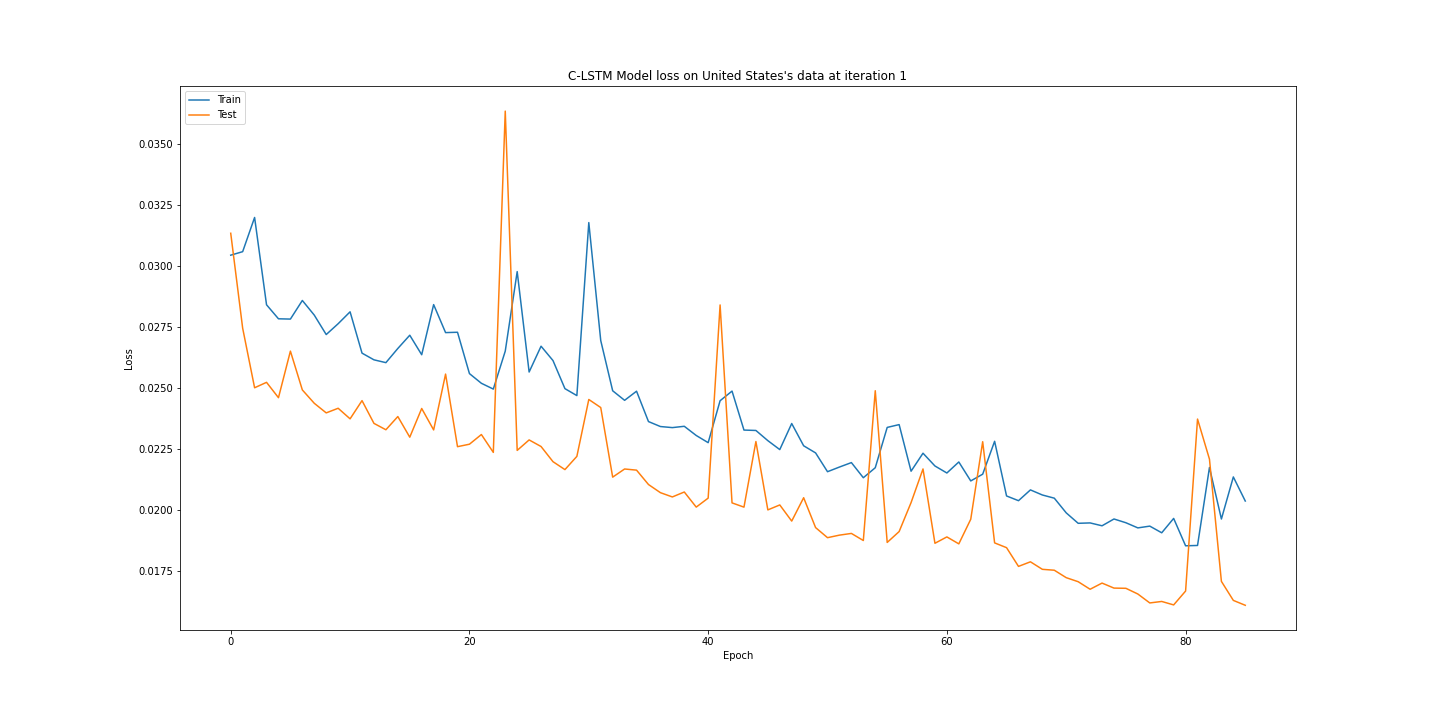 C-LSTM Model loss on United States's data at iteration 1
Train
Test
0.0350
0.0325
0.0300
0.0275
0.0250
0.0225
0.0200
0.0175
Loss
0 20 40 60 80
Epoch